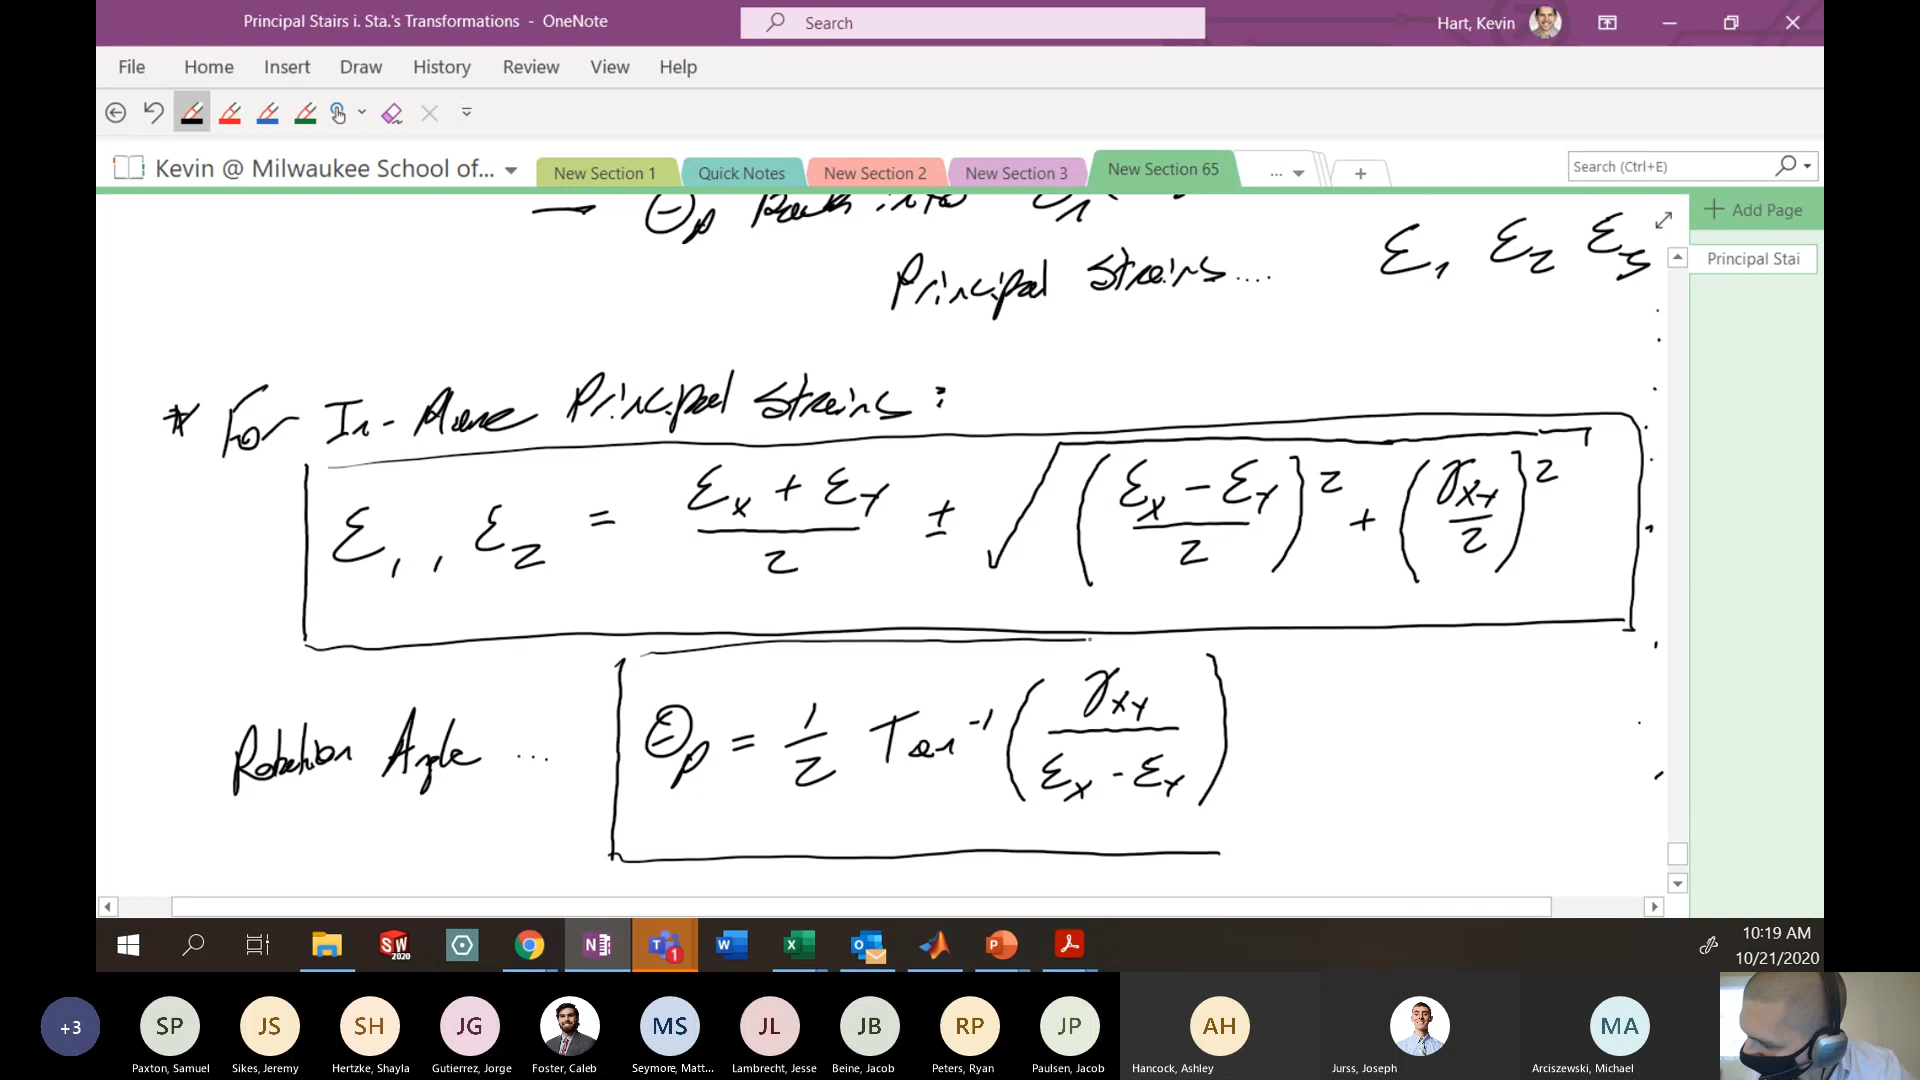 Principal Stairs i. Sta.'s Transformations - OneNote
Search
Hart, Kevin
File Home Insert Draw History Review View Help
Kevin @ Milwaukee School of...
New Section 1
Quick Notes
New Section 2
New Section 3
New Section 65
...
Search (Ctrl+E)
Add Page
Principal Stai
→ Θp Back into
Principal Strains.... ε1 ε2 ε3
* For In-Plane Principal Strains:
ε1, ε2 = (εx + εy)/2 ± √(((εx - εy)/2)² + (γxy/2)²)
Rotation Angle ... Θp = 1/2 Tan⁻¹ (γxy/(εx - εy))
SW 2020
10:19 AM
10/21/2020
+3
SP
JS
SH
JG
MS
JL
JB
RP
JP
AH
MA
Paxton, Samuel
Sikes, Jeremy
Hertzke, Shayla
Gutierrez, Jorge
Foster, Caleb
Seymore, Matt...
Lambrecht, Jesse
Beine, Jacob
Peters, Ryan
Paulsen, Jacob
Hancock, Ashley
Jurss, Joseph
Arciszewski, Michael